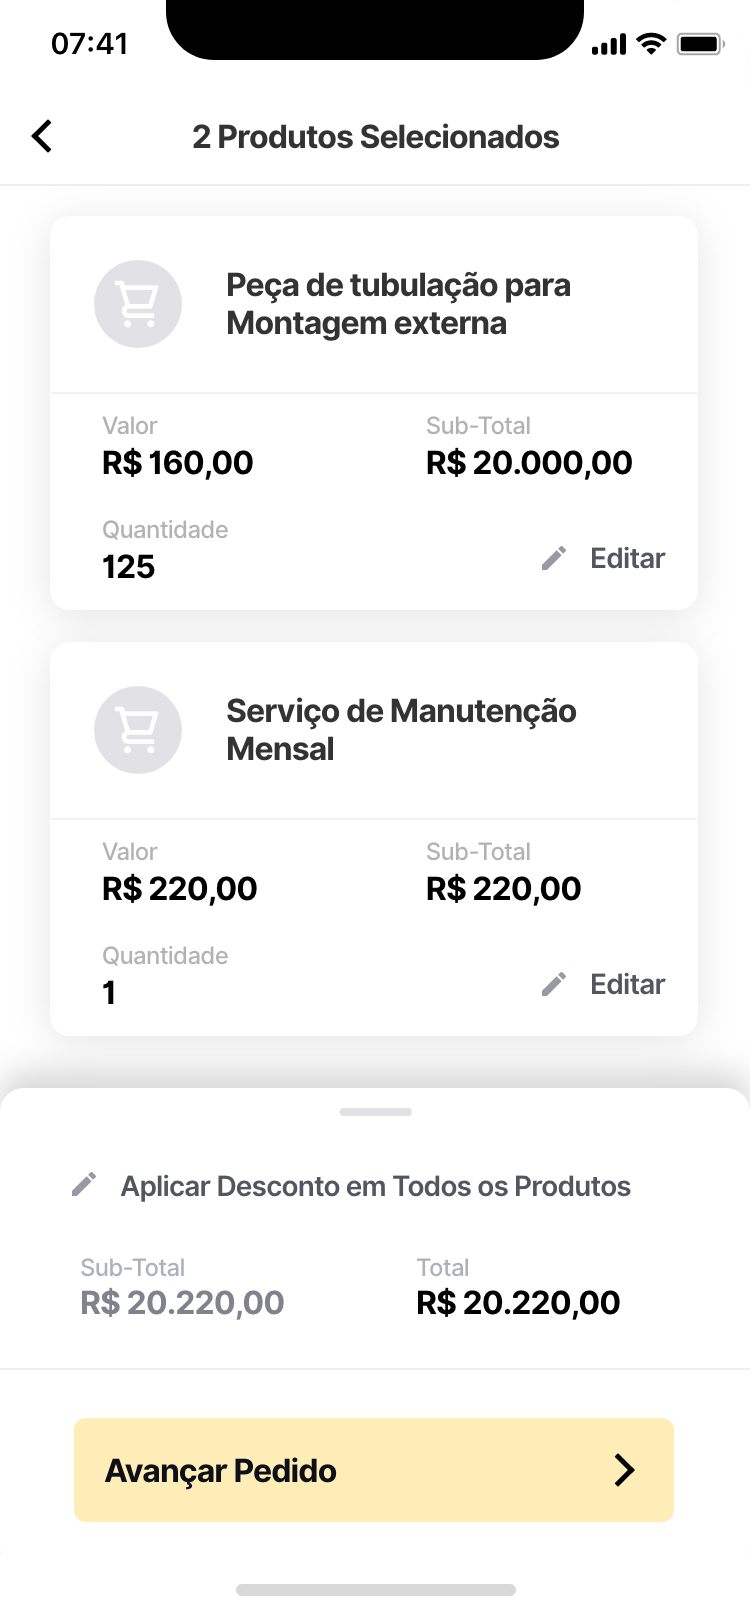 07:41
2 Produtos Selecionados
Peça de tubulação para
Montagem externa
Valor
Sub-Total
R$ 160,00
R$ 20.000,00
Quantidade
125
Editar
Serviço de Manutenção
Mensal
Valor
Sub-Total
R$ 220,00
R$ 220,00
Quantidade
1
Editar
Aplicar Desconto em Todos os Produtos
Sub-Total
Total
R$ 20.220,00
R$ 20.220,00
Avançar Pedido